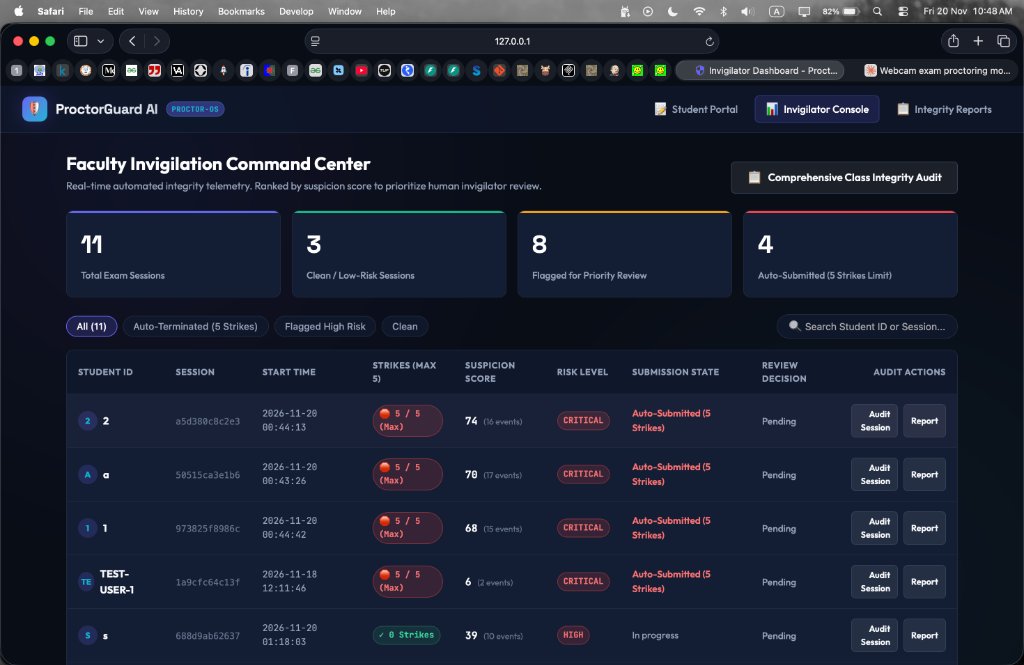 Safari File Edit View History Bookmarks Develop Window Help
A 82% Fri 20 Nov 10:48 AM
127.0.0.1
Invigilator Dashboard - Proct...
Webcam exam proctoring mo...
ProctorGuard AI PROCTOR-OS
Student Portal
Invigilator Console
Integrity Reports
Faculty Invigilation Command Center
Real-time automated integrity telemetry. Ranked by suspicion score to prioritize human invigilator review.
Comprehensive Class Integrity Audit
11
Total Exam Sessions
3
Clean / Low-Risk Sessions
8
Flagged for Priority Review
4
Auto-Submitted (5 Strikes Limit)
All (11) Auto-Terminated (5 Strikes) Flagged High Risk Clean
Search Student ID or Session...
STUDENT ID SESSION START TIME STRIKES (MAX 5) SUSPICION SCORE RISK LEVEL SUBMISSION STATE REVIEW DECISION AUDIT ACTIONS
2 2 a5d380c8c2e3 2026-11-20 00:44:13 5 / 5 (Max) 74 (16 events) CRITICAL Auto-Submitted (5 Strikes) Pending Audit Session Report
A a 50515ca3e1b6 2026-11-20 00:43:26 5 / 5 (Max) 70 (17 events) CRITICAL Auto-Submitted (5 Strikes) Pending Audit Session Report
1 1 973825f8986c 2026-11-20 00:44:42 5 / 5 (Max) 68 (15 events) CRITICAL Auto-Submitted (5 Strikes) Pending Audit Session Report
TE TEST-USER-1 1a9cfc64c13f 2026-11-18 12:11:46 5 / 5 (Max) 6 (2 events) CRITICAL Auto-Submitted (5 Strikes) Pending Audit Session Report
S s 688d9ab62637 2026-11-20 01:18:03 ✓ 0 Strikes 39 (10 events) HIGH In progress Pending Audit Session Report